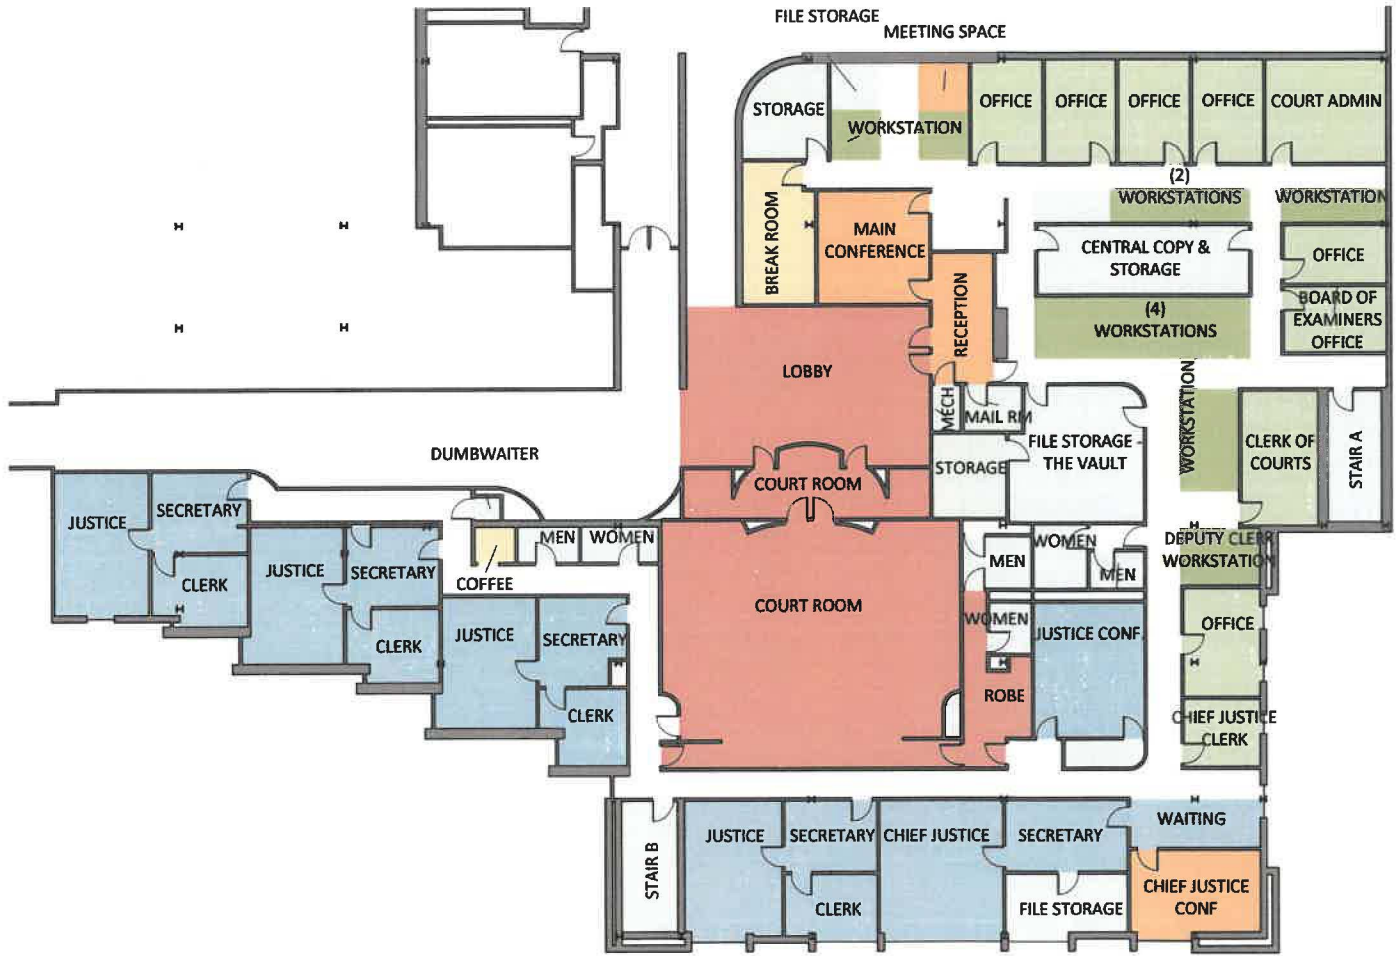 FILE STORAGE
MEETING SPACE
STORAGE
WORKSTATION
OFFICE
OFFICE
OFFICE
OFFICE
COURT ADMIN
(2)
WORKSTATIONS
WORKSTATION
BREAK ROOM
MAIN
CONFERENCE
CENTRAL COPY &
STORAGE
OFFICE
RECEPTION
(4)
WORKSTATIONS
BOARD OF
EXAMINERS
OFFICE
LOBBY
MECH
MAIL RM
WORKSTATION
FILE STORAGE -
THE VAULT
CLERK OF
COURTS
STAIR A
DUMBWAITER
STORAGE
COURT ROOM
JUSTICE
SECRETARY
MEN
WOMEN
MEN
WOMEN
MEN
DEPUTY CLERK
WORKSTATION
CLERK
JUSTICE
SECRETARY
COFFEE
COURT ROOM
WOMEN
JUSTICE CONF.
OFFICE
CLERK
JUSTICE
SECRETARY
ROBE
CLERK
CHIEF JUSTICE
CLERK
JUSTICE
SECRETARY
CHIEF JUSTICE
SECRETARY
WAITING
STAIR B
CLERK
FILE STORAGE
CHIEF JUSTICE
CONF